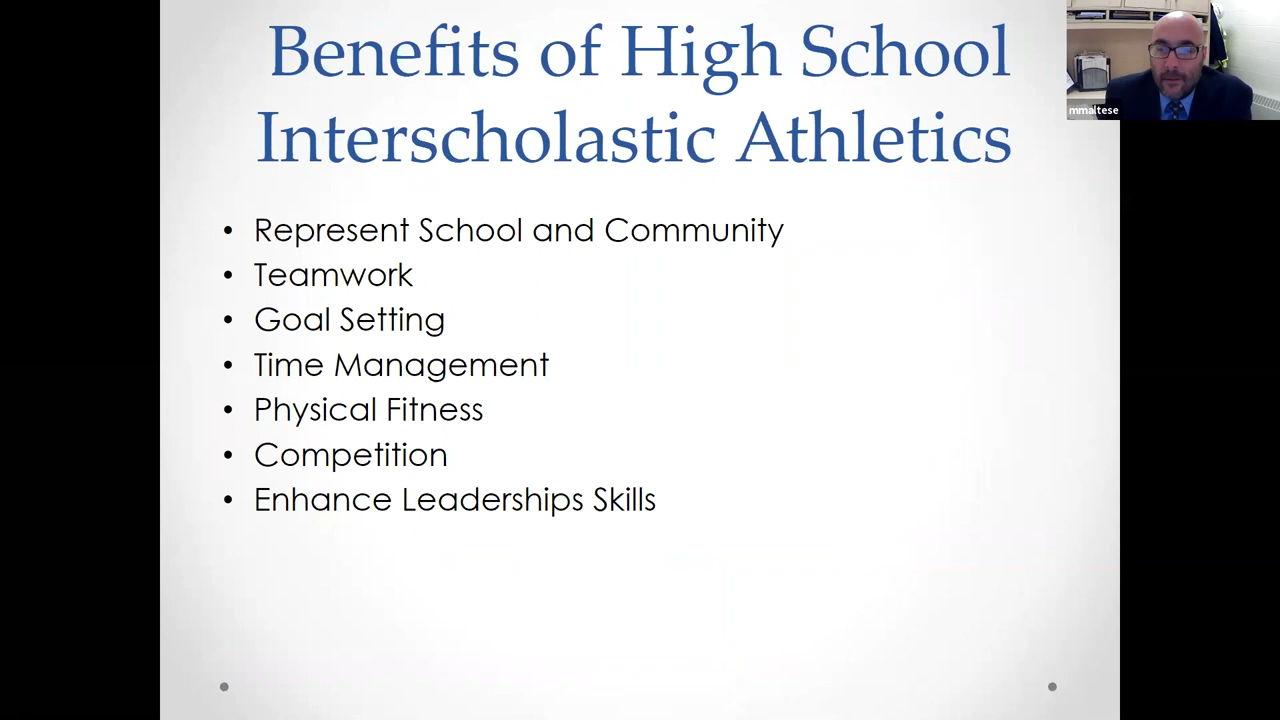 Benefits of High School
Interscholastic Athletics
mmaltese
• Represent School and Community
• Teamwork
• Goal Setting
• Time Management
• Physical Fitness
• Competition
• Enhance Leaderships Skills